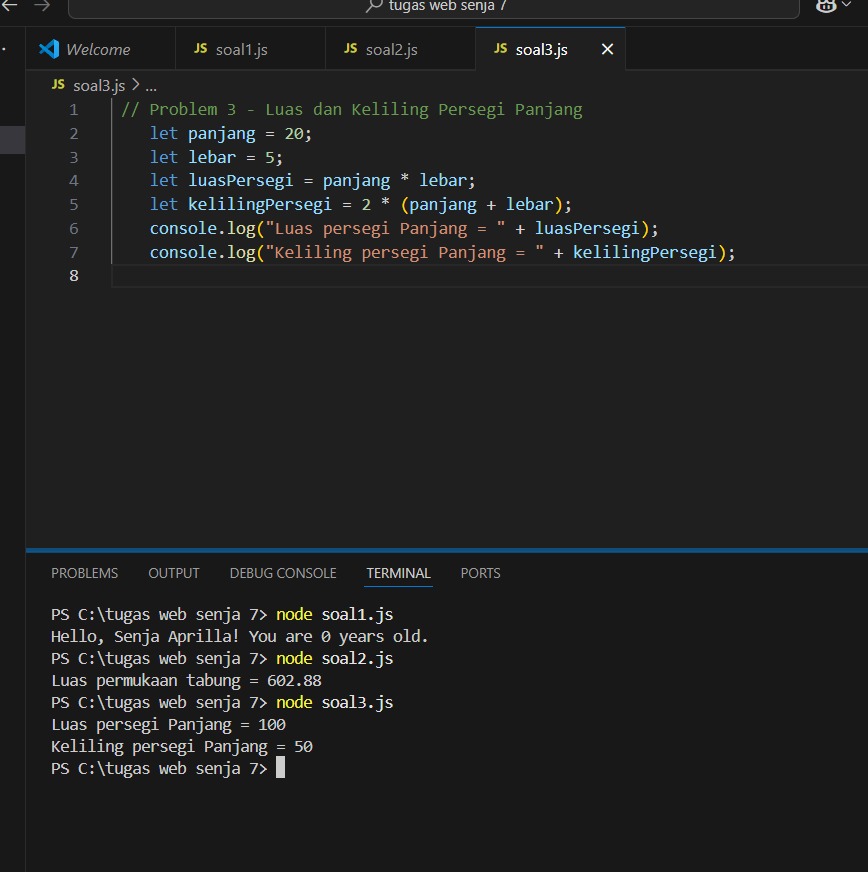 tugas web senja 7
Welcome
JS soal1.js
JS soal2.js
JS soal3.js
JS soal3.js > ...
1 // Problem 3 - Luas dan Keliling Persegi Panjang
2 let panjang = 20;
3 let lebar = 5;
4 let luasPersegi = panjang * lebar;
5 let kelilingPersegi = 2 * (panjang + lebar);
6 console.log("Luas persegi Panjang = " + luasPersegi);
7 console.log("Keliling persegi Panjang = " + kelilingPersegi);
8
PROBLEMS OUTPUT DEBUG CONSOLE TERMINAL PORTS
PS C:\tugas web senja 7> node soal1.js
Hello, Senja Aprilla! You are 0 years old.
PS C:\tugas web senja 7> node soal2.js
Luas permukaan tabung = 602.88
PS C:\tugas web senja 7> node soal3.js
Luas persegi Panjang = 100
Keliling persegi Panjang = 50
PS C:\tugas web senja 7>